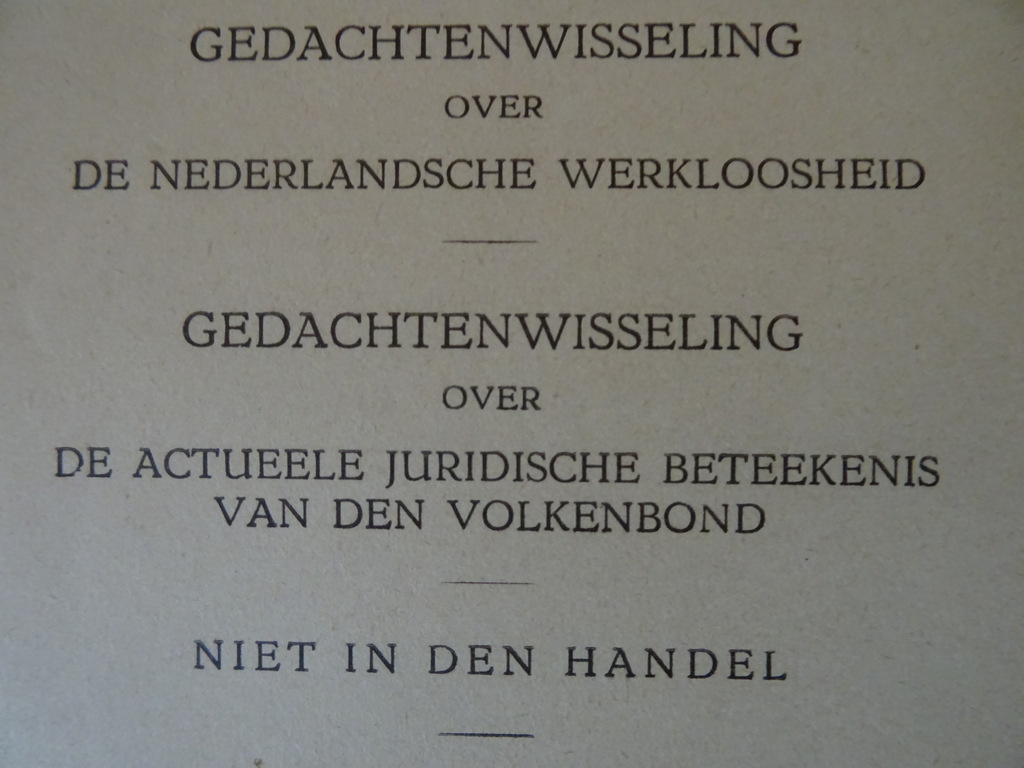 GEDACHTENWISSELING
OVER
DE NEDERLANDSCHE WERKLOOSHEID
GEDACHTENWISSELING
OVER
DE ACTUEELE JURIDISCHE BETEEKENIS
VAN DEN VOLKENBOND
NIET IN DEN HANDEL